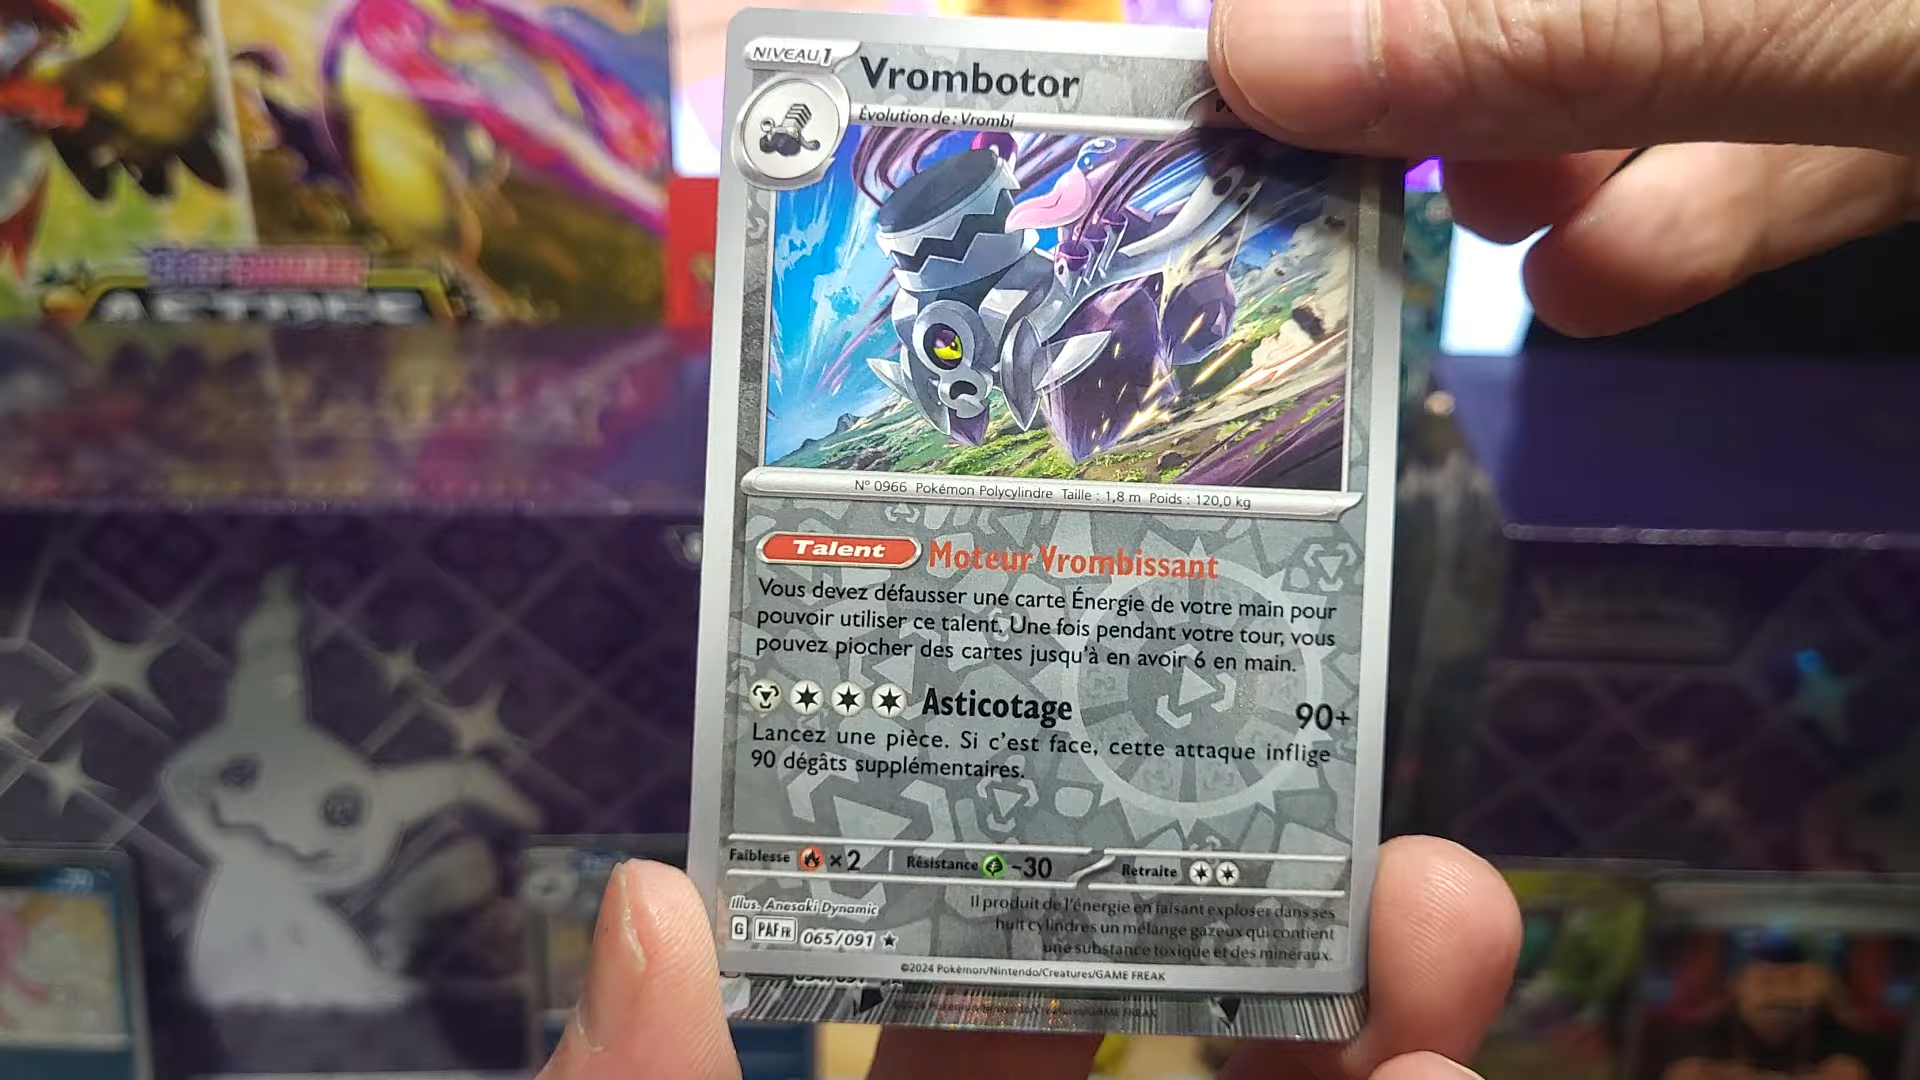 NIVEAU 1
Vrombotor
Évolution de : Vrombi
N° 0966 Pokémon Polycylindre Taille : 1,8 m Poids : 120,0 kg
Talent Moteur Vrombissant
Vous devez défausser une carte Énergie de votre main pour
pouvoir utiliser ce talent. Une fois pendant votre tour, vous
pouvez piocher des cartes jusqu'à en avoir 6 en main.
Asticotage 90+
Lancez une pièce. Si c'est face, cette attaque inflige
90 dégâts supplémentaires.
Faiblesse ×2 Résistance -30 Retraite
Illus. Anesaki Dynamic
G PAF FR 065/091
Il produit de l'énergie en faisant exploser dans ses
huit cylindres un mélange gazeux qui contient
une substance toxique et des minéraux.
©2024 Pokémon/Nintendo/Creatures/GAME FREAK